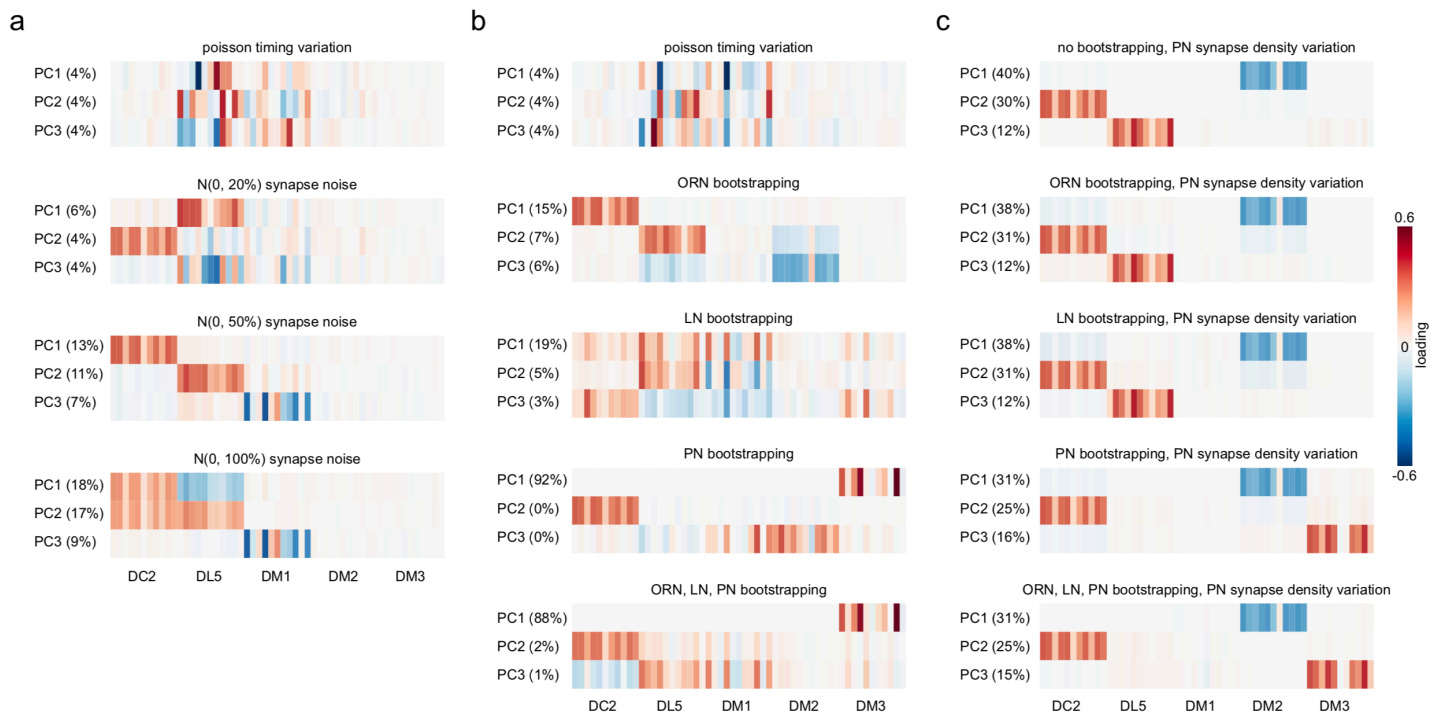 a
poisson timing variation
PC1 (4%)
PC2 (4%)
PC3 (4%)
N(0, 20%) synapse noise
PC1 (6%)
PC2 (4%)
PC3 (4%)
N(0, 50%) synapse noise
PC1 (13%)
PC2 (11%)
PC3 (7%)
N(0, 100%) synapse noise
PC1 (18%)
PC2 (17%)
PC3 (9%)
DC2 DL5 DM1 DM2 DM3
b
poisson timing variation
PC1 (4%)
PC2 (4%)
PC3 (4%)
ORN bootstrapping
PC1 (15%)
PC2 (7%)
PC3 (6%)
LN bootstrapping
PC1 (19%)
PC2 (5%)
PC3 (3%)
PN bootstrapping
PC1 (92%)
PC2 (0%)
PC3 (0%)
ORN, LN, PN bootstrapping
PC1 (88%)
PC2 (2%)
PC3 (1%)
DC2 DL5 DM1 DM2 DM3
c
no bootstrapping, PN synapse density variation
PC1 (40%)
PC2 (30%)
PC3 (12%)
ORN bootstrapping, PN synapse density variation
PC1 (38%)
PC2 (31%)
PC3 (12%)
LN bootstrapping, PN synapse density variation
PC1 (38%)
PC2 (31%)
PC3 (12%)
PN bootstrapping, PN synapse density variation
PC1 (31%)
PC2 (25%)
PC3 (16%)
ORN, LN, PN bootstrapping, PN synapse density variation
PC1 (31%)
PC2 (25%)
PC3 (15%)
DC2 DL5 DM1 DM2 DM3
0.6
0
loading
-0.6